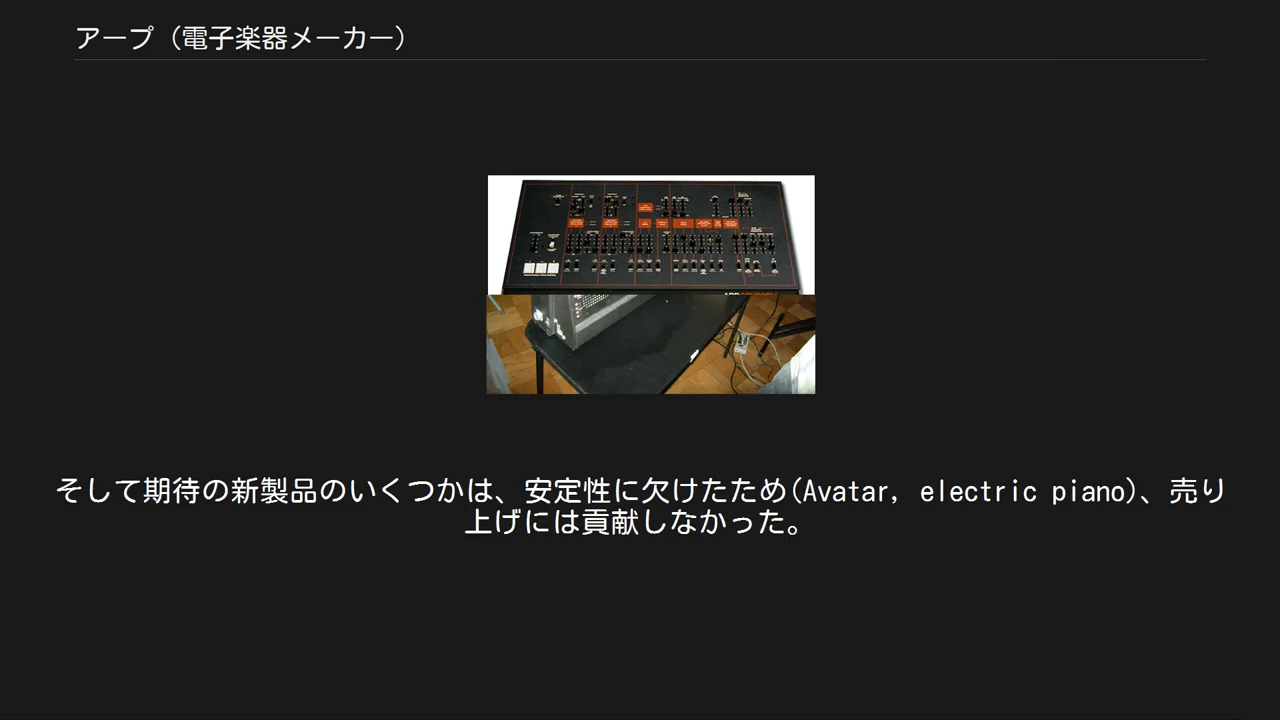 アープ（電子楽器メーカー）
そして期待の新製品のいくつかは、安定性に欠けたため(Avatar, electric piano)、売り
上げには貢献しなかった。